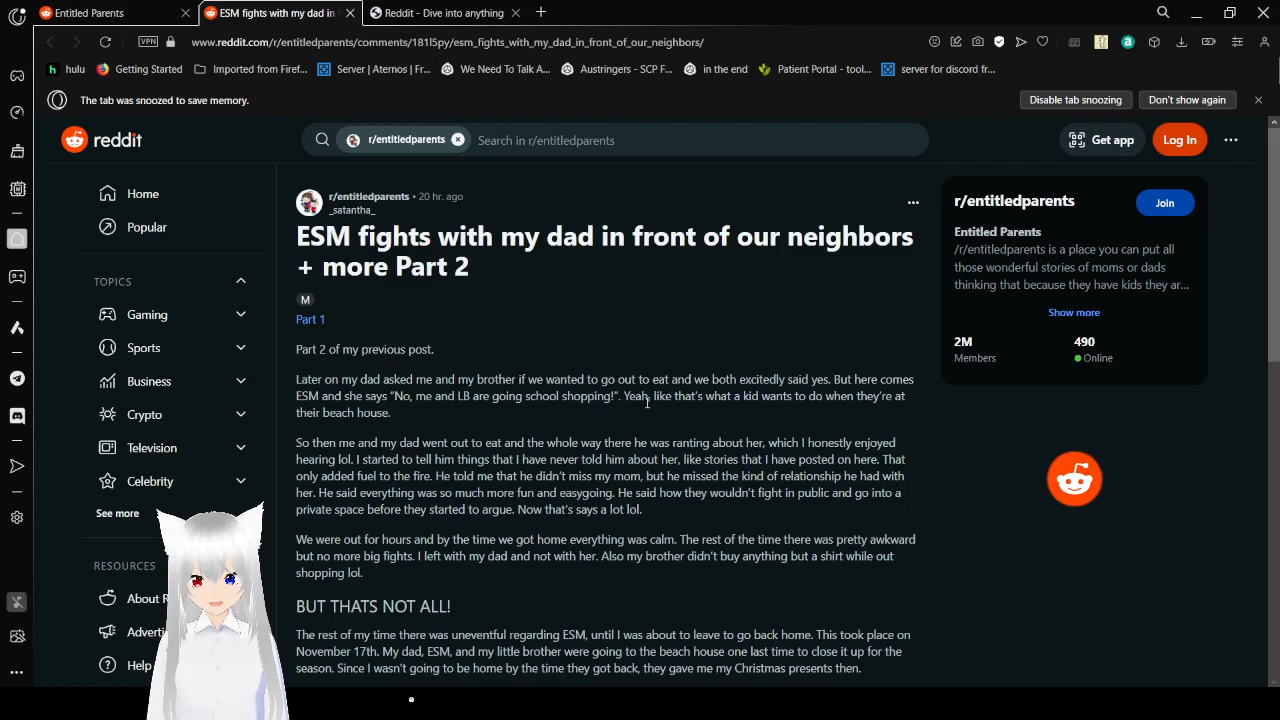 Entitled Parents
ESM fights with my dad in
Reddit - Dive into anything
VPN
www.reddit.com/r/entitledparents/comments/181l5py/esm_fights_with_my_dad_in_front_of_our_neighbors/
hulu
Getting Started
Imported from Firef...
Server | Aternos | Fr...
We Need To Talk A...
Austringers - SCP F...
in the end
Patient Portal - tool...
server for discord fr...
The tab was snoozed to save memory.
Disable tab snoozing
Don't show again
reddit
r/entitledparents
Search in r/entitledparents
Get app
Log In
Home
Popular
TOPICS
Gaming
Sports
Business
Crypto
Television
Celebrity
See more
RESOURCES
About R
Adverti
Help
r/entitledparents • 20 hr. ago
_satantha_
ESM fights with my dad in front of our neighbors
+ more Part 2
M
Part 1
Part 2 of my previous post.
Later on my dad asked me and my brother if we wanted to go out to eat and we both excitedly said yes. But here comes
ESM and she says "No, me and LB are going school shopping!". Yeah, like that's what a kid wants to do when they're at
their beach house.
So then me and my dad went out to eat and the whole way there he was ranting about her, which I honestly enjoyed
hearing lol. I started to tell him things that I have never told him about her, like stories that I have posted on here. That
only added fuel to the fire. He told me that he didn't miss my mom, but he missed the kind of relationship he had with
her. He said everything was so much more fun and easygoing. He said how they wouldn't fight in public and go into a
private space before they started to argue. Now that's says a lot lol.
We were out for hours and by the time we got home everything was calm. The rest of the time there was pretty awkward
but no more big fights. I left with my dad and not with her. Also my brother didn't buy anything but a shirt while out
shopping lol.
BUT THATS NOT ALL!
The rest of my time there was uneventful regarding ESM, until I was about to leave to go back home. This took place on
November 17th. My dad, ESM, and my little brother were going to the beach house one last time to close it up for the
season. Since I wasn't going to be home by the time they got back, they gave me my Christmas presents then.
r/entitledparents
Join
Entitled Parents
/r/entitledparents is a place you can put all
those wonderful stories of moms or dads
thinking that because they have kids they ar...
Show more
2M
Members
490
Online